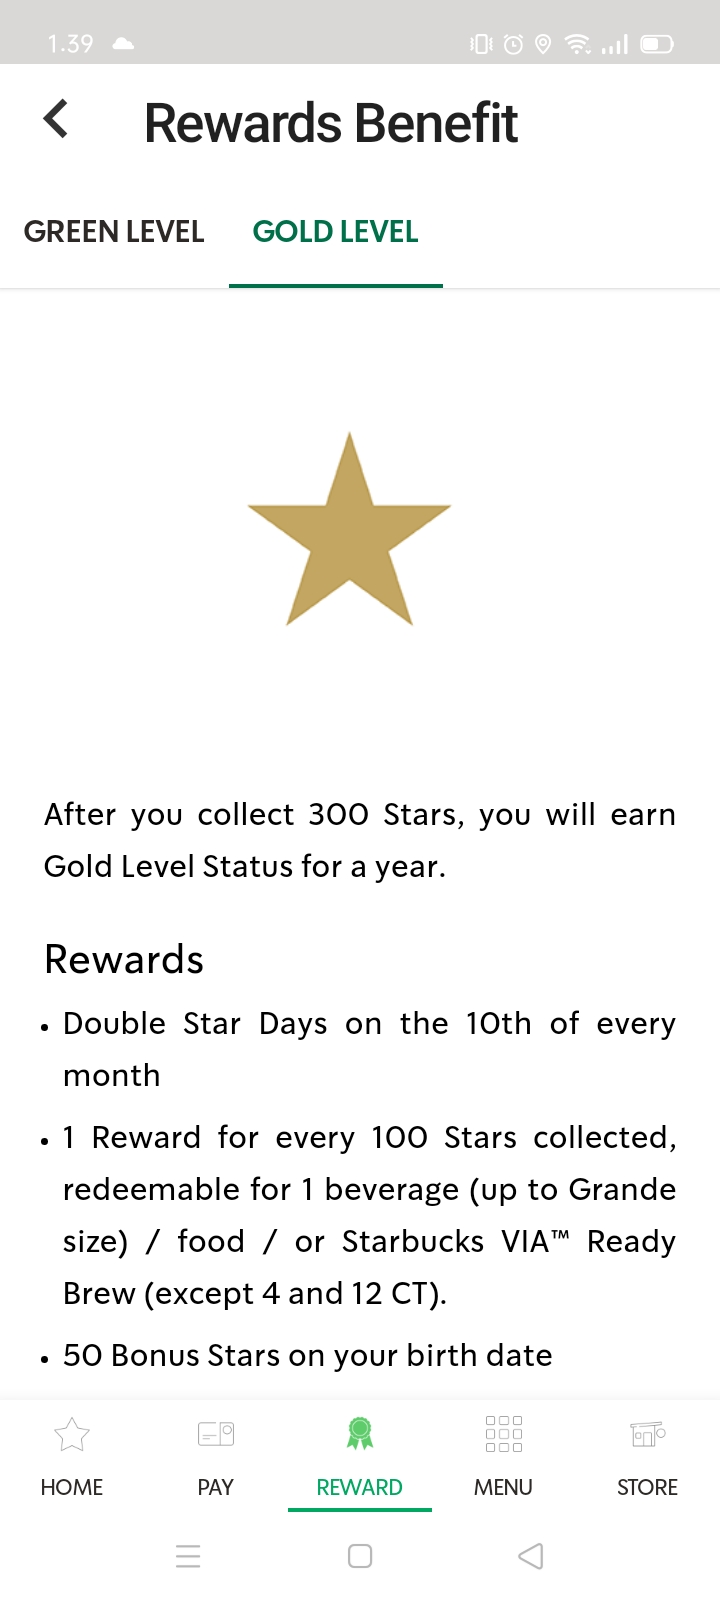 1.39
Rewards Benefit
GREEN LEVEL
GOLD LEVEL
After you collect 300 Stars, you will earn
Gold Level Status for a year.
Rewards
• Double Star Days on the 10th of every
month
• 1 Reward for every 100 Stars collected,
redeemable for 1 beverage (up to Grande
size) / food / or Starbucks VIA™ Ready
Brew (except 4 and 12 CT).
• 50 Bonus Stars on your birth date
HOME
PAY
REWARD
MENU
STORE